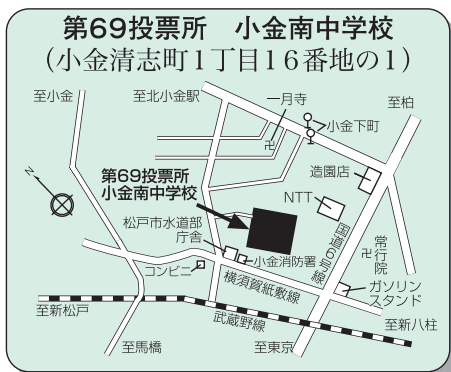 第69投票所　小金南中学校
（小金清志町1丁目16番地の1）
至小金
至北小金駅
一月寺
至柏
小金下町
卍
造園店
N
第69投票所
小金南中学校
NTT
松戸市水道部
庁舎
国道6号線
卍
常行院
小金消防署
コンビニ
横須賀紙敷線
ガソリン
スタンド
至新松戸
武蔵野線
至新八柱
至馬橋
至東京